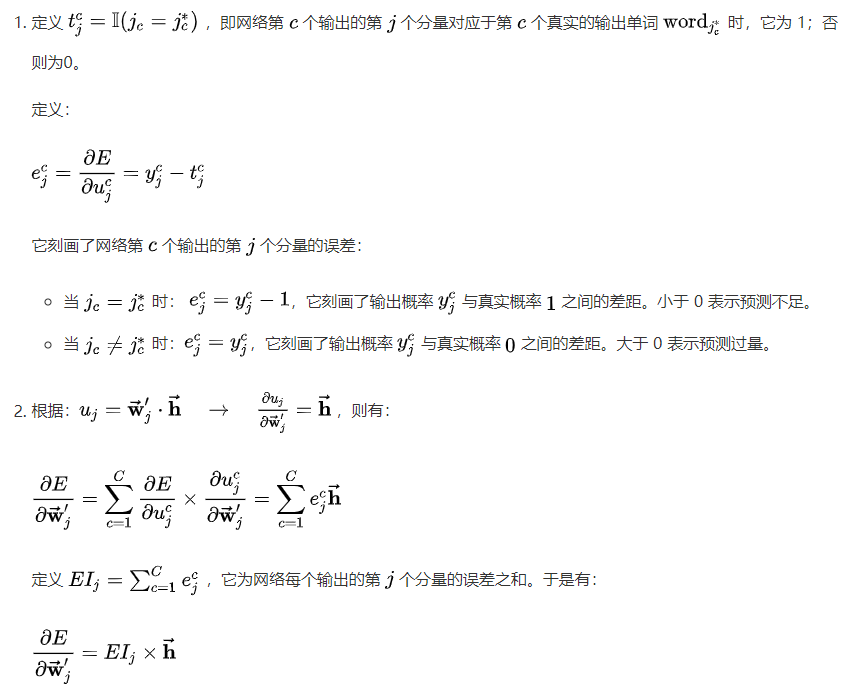 1. 定义 $t_j^c = \mathbb{I}(j_c = j_c^*)$ ，即网络第 $c$ 个输出的第 $j$ 个分量对应于第 $c$ 个真实的输出单词 $\text{word}_{j_c^*}$ 时，它为 1；否
则为0。
定义：
$e_j^c = \frac{\partial E}{\partial u_j^c} = y_j^c - t_j^c$
它刻画了网络第 $c$ 个输出的第 $j$ 个分量的误差：
○ 当 $j_c = j_c^*$ 时： $e_j^c = y_j^c - 1$，它刻画了输出概率 $y_j^c$ 与真实概率 1 之间的差距。小于 0 表示预测不足。
○ 当 $j_c \neq j_c^*$ 时：$e_j^c = y_j^c$，它刻画了输出概率 $y_j^c$ 与真实概率 0 之间的差距。大于 0 表示预测过量。
2. 根据：$u_j = \vec{\mathbf{w}}_j' \cdot \vec{\mathbf{h}} \quad \rightarrow \quad \frac{\partial u_j}{\partial \vec{\mathbf{w}}_j'} = \vec{\mathbf{h}}$ ，则有：
$\frac{\partial E}{\partial \vec{\mathbf{w}}_j'} = \sum_{c=1}^{C} \frac{\partial E}{\partial u_j^c} \times \frac{\partial u_j^c}{\partial \vec{\mathbf{w}}_j'} = \sum_{c=1}^{C} e_j^c \vec{\mathbf{h}}$
定义 $EI_j = \sum_{c=1}^{C} e_j^c$ ，它为网络每个输出的第 $j$ 个分量的误差之和。于是有：
$\frac{\partial E}{\partial \vec{\mathbf{w}}_j'} = EI_j \times \vec{\mathbf{h}}$